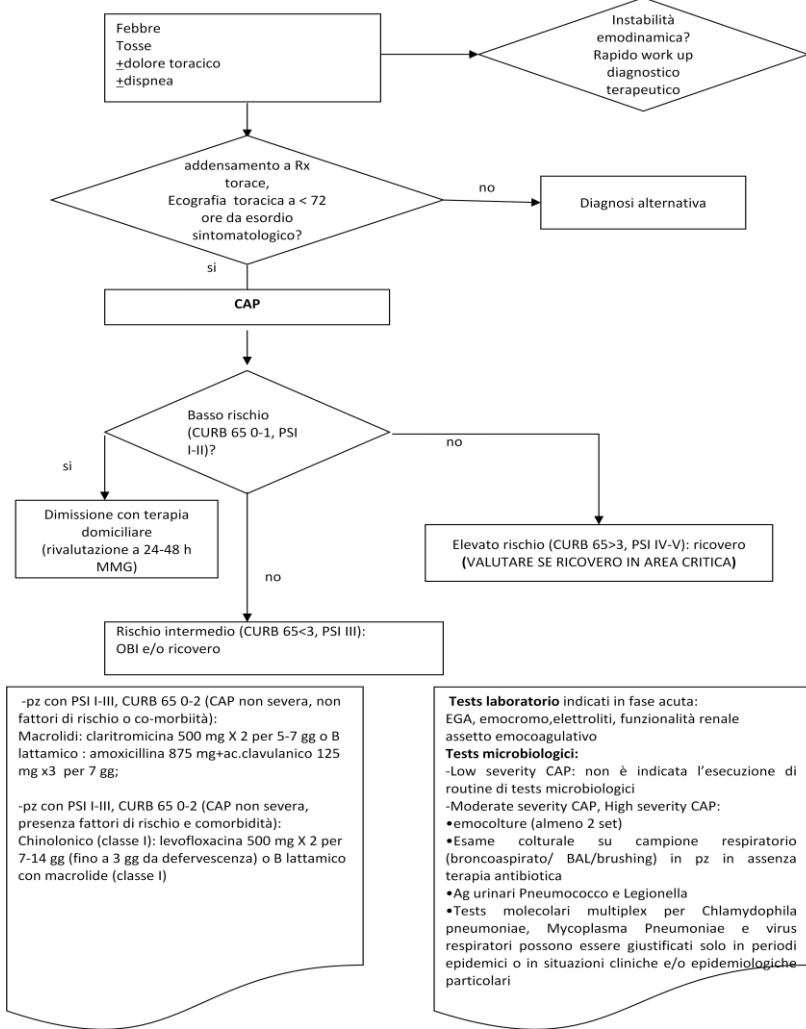 Febbre
Tosse
+dolore toracico
+dispnea
Instabilità
emodinamica?
Rapido work up
diagnostico
terapeutico
addensamento a Rx
torace,
Ecografia toracica a < 72
ore da esordio
sintomatologico?
no
Diagnosi alternativa
si
CAP
Basso rischio
(CURB 65 0-1, PSI
I-II)?
no
si
Dimissione con terapia
domiciliare
(rivalutazione a 24-48 h
MMG)
Elevato rischio (CURB 65>3, PSI IV-V): ricovero
(VALUTARE SE RICOVERO IN AREA CRITICA)
no
Rischio intermedio (CURB 65<3, PSI III):
OBI e/o ricovero
-pz con PSI I-III, CURB 65 0-2 (CAP non severa, non
fattori di rischio o co-morbiità):
Macrolidi: claritromicina 500 mg X 2 per 5-7 gg o B
lattamico : amoxicillina 875 mg+ac.clavulanico 125
mg x3 per 7 gg;
-pz con PSI I-III, CURB 65 0-2 (CAP non severa,
presenza fattori di rischio e comorbidità):
Chinolonico (classe I): levofloxacina 500 mg X 2 per
7-14 gg (fino a 3 gg da defervescenza) o B lattamico
con macrolide (classe I)
Tests laboratorio indicati in fase acuta:
EGA, emocromo,elettroliti, funzionalità renale
assetto emocoagulativo
Tests microbiologici:
-Low severity CAP: non è indicata l'esecuzione di
routine di tests microbiologici
-Moderate severity CAP, High severity CAP:
•emocolture (almeno 2 set)
•Esame colturale su campione respiratorio
(broncoaspirato/ BAL/brushing) in pz in assenza
terapia antibiotica
•Ag urinari Pneumococco e Legionella
•Tests molecolari multiplex per Chlamydophila
pneumoniae, Mycoplasma Pneumoniae e virus
respiratori possono essere giustificati solo in periodi
epidemici o in situazioni cliniche e/o epidemiologiche
particolari